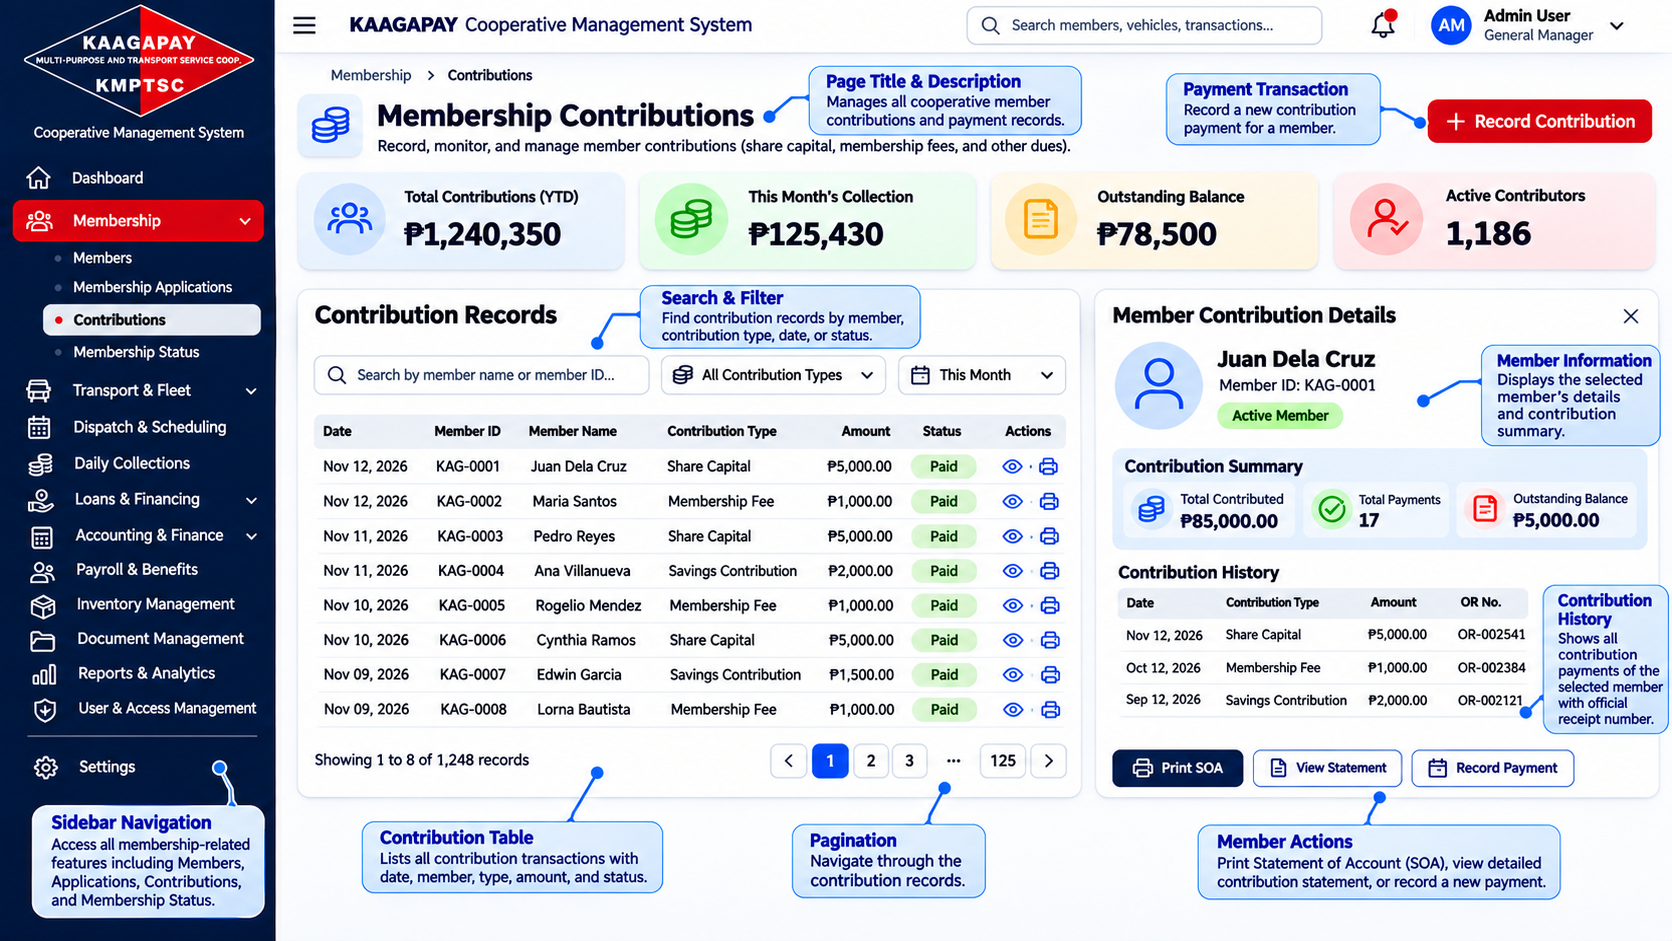 KAAGAPAY
MULTI-PURPOSE AND TRANSPORT SERVICE COOP.
KMPTSC
Cooperative Management System
Dashboard
Membership
Members
Membership Applications
Contributions
Membership Status
Transport & Fleet
Dispatch & Scheduling
Daily Collections
Loans & Financing
Accounting & Finance
Payroll & Benefits
Inventory Management
Document Management
Reports & Analytics
User & Access Management
Settings
Sidebar Navigation
Access all membership-related
features including Members,
Applications, Contributions,
and Membership Status.
KAAGAPAY Cooperative Management System
Search members, vehicles, transactions...
AM
Admin User
General Manager
Membership > Contributions
Membership Contributions
Record, monitor, and manage member contributions (share capital, membership fees, and other dues).
Page Title & Description
Manages all cooperative member
contributions and payment records.
Payment Transaction
Record a new contribution
payment for a member.
+ Record Contribution
Total Contributions (YTD)
₱1,240,350
This Month's Collection
₱125,430
Outstanding Balance
₱78,500
Active Contributors
1,186
Contribution Records
Search & Filter
Find contribution records by member,
contribution type, date, or status.
Search by member name or member ID...
All Contribution Types
This Month
Date Member ID Member Name Contribution Type Amount Status Actions
Nov 12, 2026 KAG-0001 Juan Dela Cruz Share Capital ₱5,000.00 Paid
Nov 12, 2026 KAG-0002 Maria Santos Membership Fee ₱1,000.00 Paid
Nov 11, 2026 KAG-0003 Pedro Reyes Share Capital ₱5,000.00 Paid
Nov 11, 2026 KAG-0004 Ana Villanueva Savings Contribution ₱2,000.00 Paid
Nov 10, 2026 KAG-0005 Rogelio Mendez Membership Fee ₱1,000.00 Paid
Nov 10, 2026 KAG-0006 Cynthia Ramos Share Capital ₱5,000.00 Paid
Nov 09, 2026 KAG-0007 Edwin Garcia Savings Contribution ₱1,500.00 Paid
Nov 09, 2026 KAG-0008 Lorna Bautista Membership Fee ₱1,000.00 Paid
Showing 1 to 8 of 1,248 records
< 1 2 3 ... 125 >
Contribution Table
Lists all contribution transactions with
date, member, type, amount, and status.
Pagination
Navigate through the
contribution records.
Member Contribution Details
Juan Dela Cruz
Member ID: KAG-0001
Active Member
Member Information
Displays the selected
member's details
and contribution
summary.
Contribution Summary
Total Contributed
₱85,000.00
Total Payments
17
Outstanding Balance
₱5,000.00
Contribution History
Date Contribution Type Amount OR No.
Nov 12, 2026 Share Capital ₱5,000.00 OR-002541
Oct 12, 2026 Membership Fee ₱1,000.00 OR-002384
Sep 12, 2026 Savings Contribution ₱2,000.00 OR-002121
Contribution
History
Shows all
contribution
payments of the
selected member
with official
receipt number.
Print SOA
View Statement
Record Payment
Member Actions
Print Statement of Account (SOA), view detailed
contribution statement, or record a new payment.